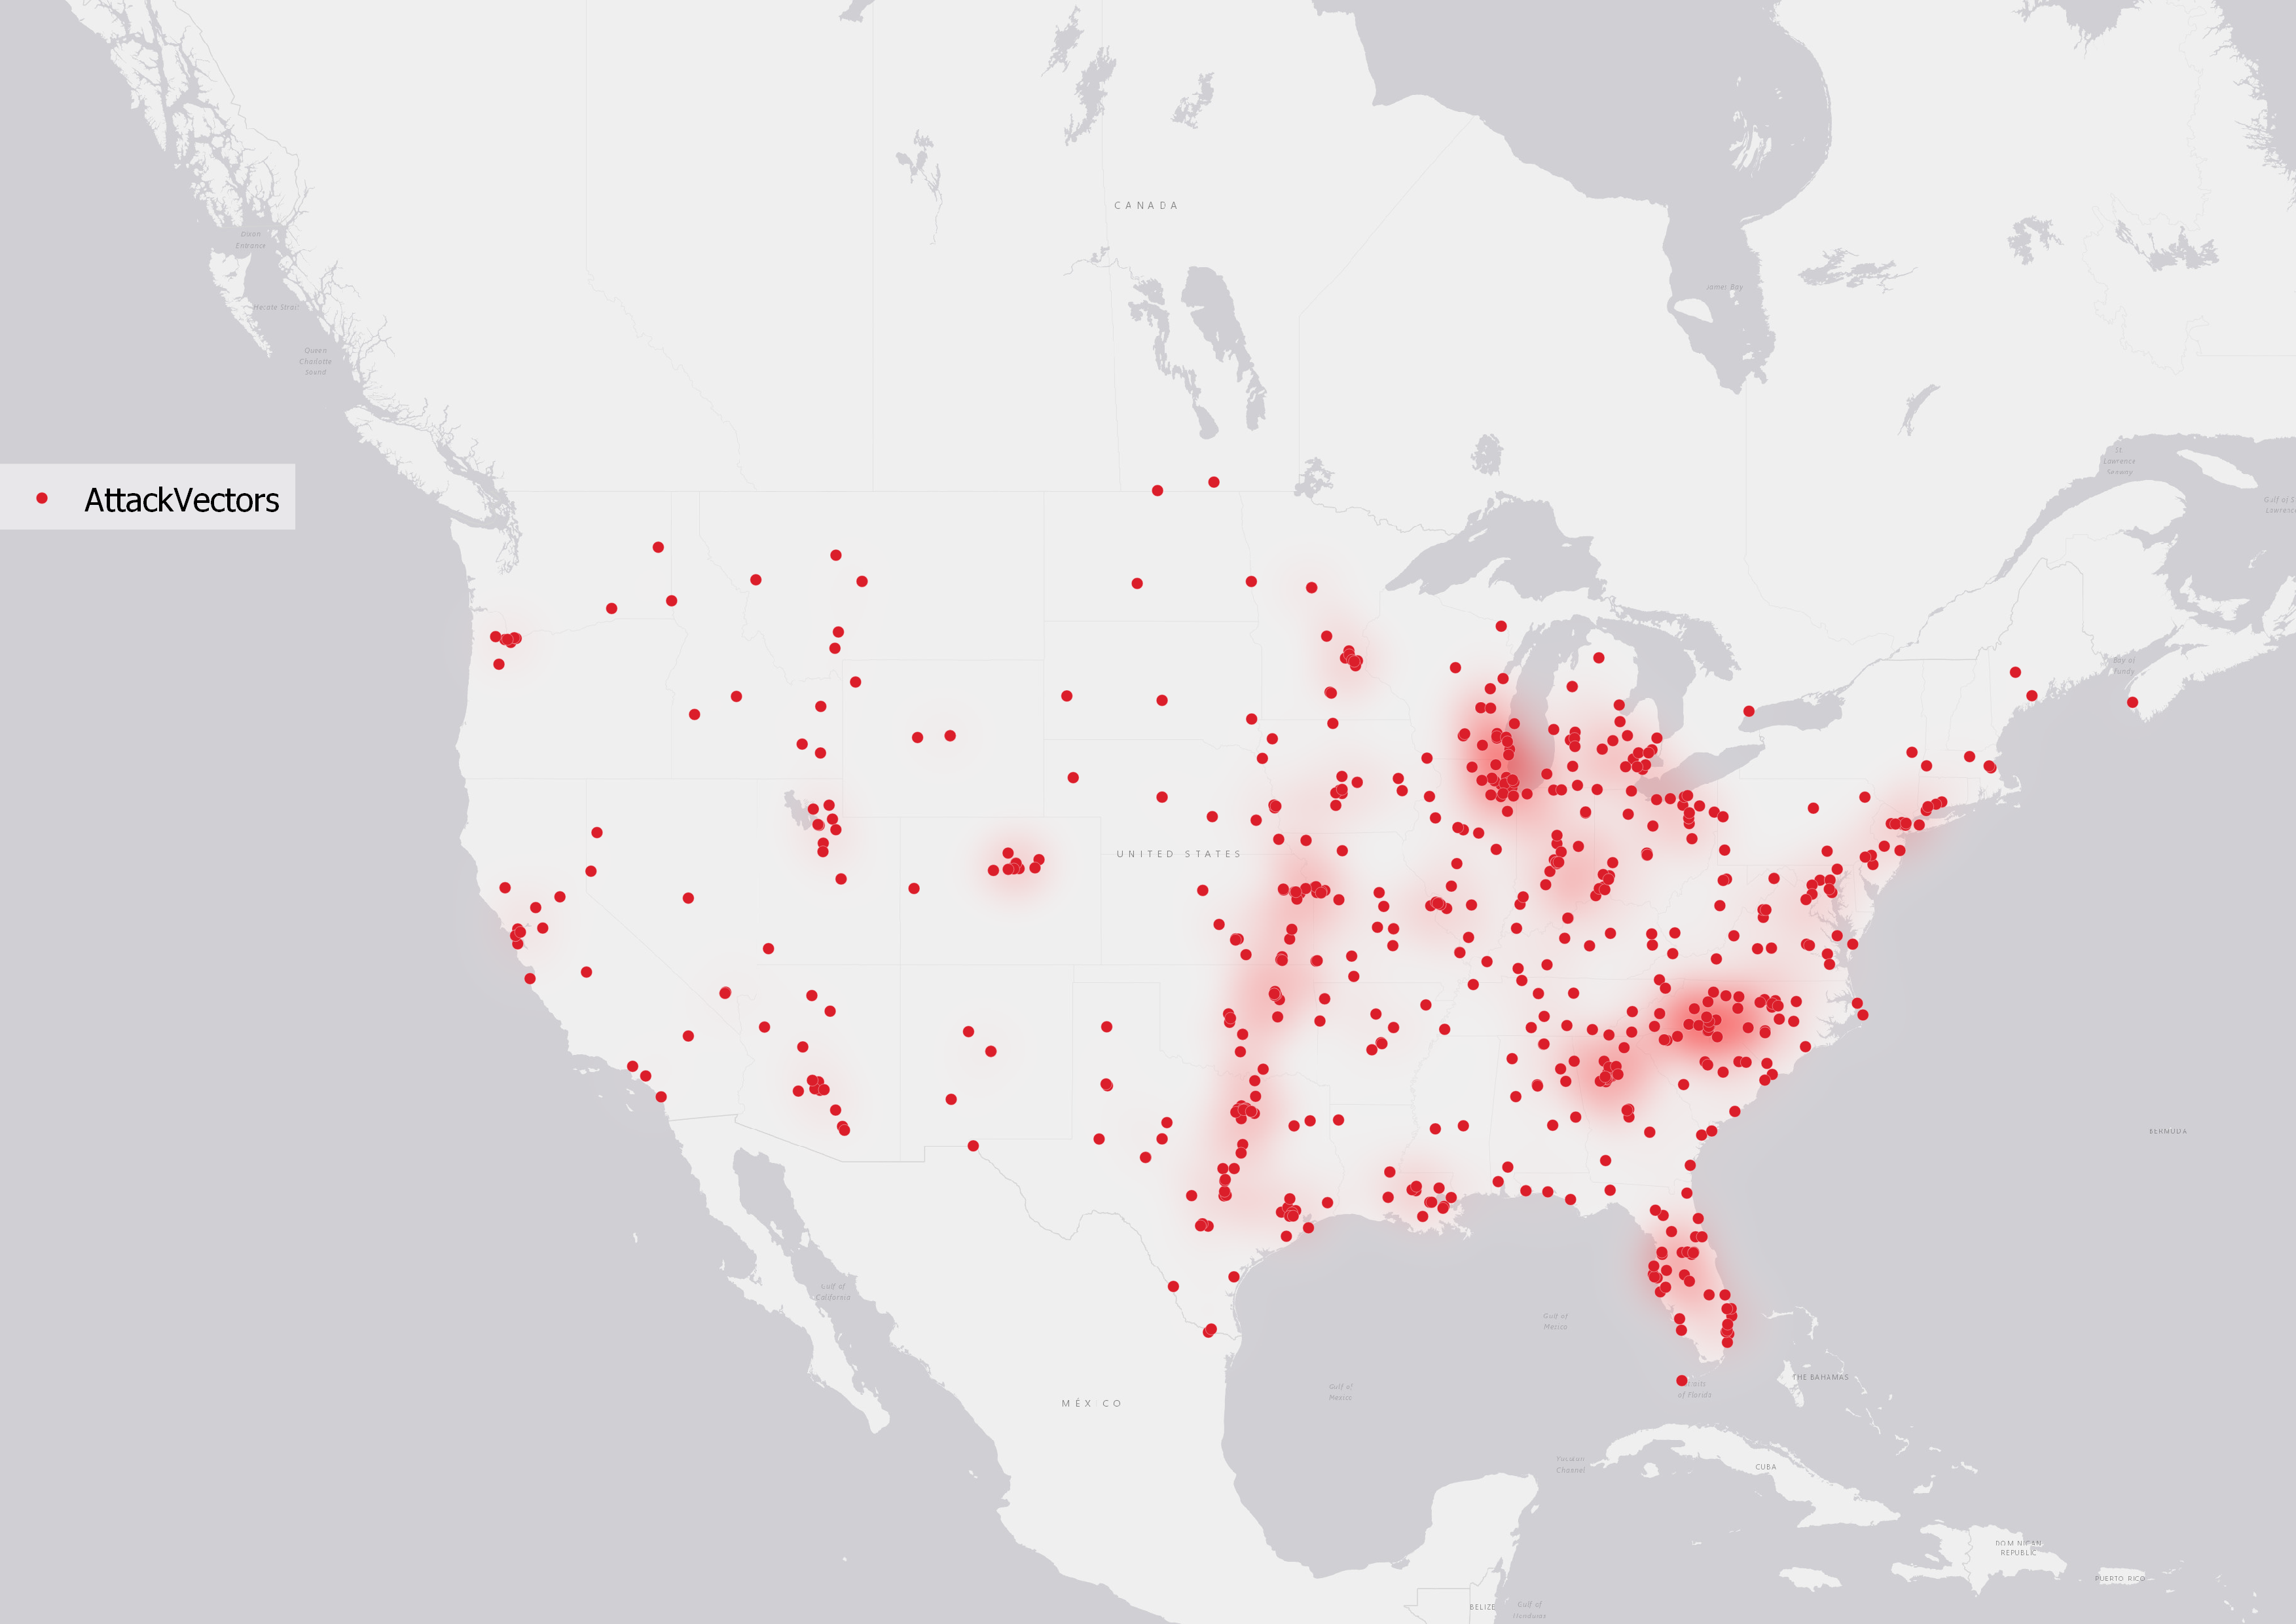 CANADA
Dixon
Entrance
Hecate Strait
James Bay
Queen
Charlotte
Sound
St
Lawrence
Seaway
Gulf of S
Lawrence
AttackVectors
Bay of
Fundy
UNITED STATES
BERMUDA
Gulf of
California
Gulf of
Mexico
THE BAHAMAS
Gulf of
Mexico
of Florida
MÉXICO
Yucatan
Channel
CUBA
DOMINICAN
REPUBLIC
PUERTO RICO
BELIZE
Gulf of
Honduras